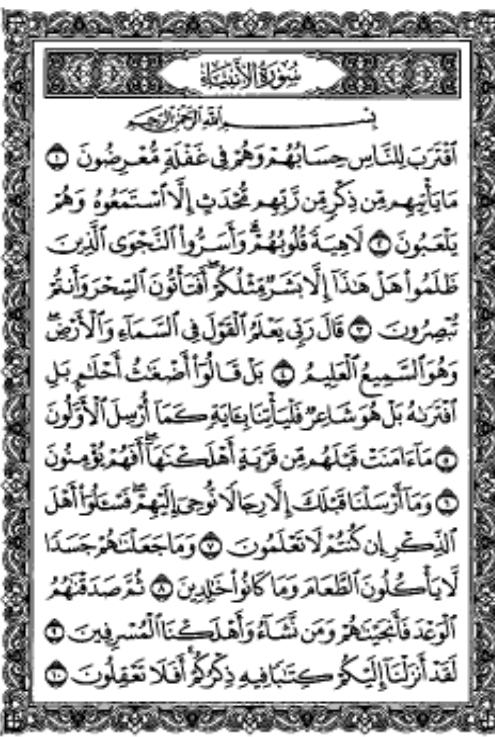 سُورَةُ الأَنبِيَاءِ
بِسْمِ ٱللَّهِ ٱلرَّحْمَٰنِ ٱلرَّحِيمِ
ٱقْتَرَبَ لِلنَّاسِ حِسَابُهُمْ وَهُمْ فِى غَفْلَةٍ مُّعْرِضُونَ ١
مَا يَأْتِيهِم مِّن ذِكْرٍ مِّن رَّبِّهِم مُّحْدَثٍ إِلَّا ٱسْتَمَعُوهُ وَهُمْ
يَلْعَبُونَ ٢ لَاهِيَةً قُلُوبُهُمْ ۗ وَأَسَرُّوا۟ ٱلنَّجْوَى ٱلَّذِينَ
ظَلَمُوا۟ هَلْ هَٰذَآ إِلَّا بَشَرٌ مِّثْلُكُمْ ۖ أَفَتَأْتُونَ ٱلسِّحْرَ وَأَنتُمْ
تُبْصِرُونَ ٣ قَالَ رَبِّى يَعْلَمُ ٱلْقَوْلَ فِى ٱلسَّمَآءِ وَٱلْأَرْضِ ۖ
وَهُوَ ٱلسَّمِيعُ ٱلْعَلِيمُ ٤ بَلْ قَالُوٓا۟ أَضْغَٰثُ أَحْلَٰمٍۭ بَلِ
ٱفْتَرَىٰهُ بَلْ هُوَ شَاعِرٌ فَلْيَأْتِنَا بِـَٔايَةٍ كَمَآ أُرْسِلَ ٱلْأَوَّلُونَ
٥ مَآ ءَامَنَتْ قَبْلَهُم مِّن قَرْيَةٍ أَهْلَكْنَٰهَآ ۖ أَفَهُمْ يُؤْمِنُونَ
٦ وَمَآ أَرْسَلْنَا قَبْلَكَ إِلَّا رِجَالًا نُّوحِىٓ إِلَيْهِمْ ۖ فَسْـَٔلُوٓا۟ أَهْلَ
ٱلذِّكْرِ إِن كُنتُمْ لَا تَعْلَمُونَ ٧ وَمَا جَعَلْنَٰهُمْ جَسَدًا
لَّا يَأْكُلُونَ ٱلطَّعَامَ وَمَا كَانُوا۟ خَٰلِدِينَ ٨ ثُمَّ صَدَقْنَٰهُمُ
ٱلْوَعْدَ فَأَنجَيْنَٰهُمْ وَمَن نَّشَآءُ وَأَهْلَكْنَا ٱلْمُسْرِفِينَ ٩
لَقَدْ أَنزَلْنَآ إِلَيْكُمْ كِتَٰبًا فِيهِ ذِكْرُكُمْ ۖ أَفَلَا تَعْقِلُونَ ١٠